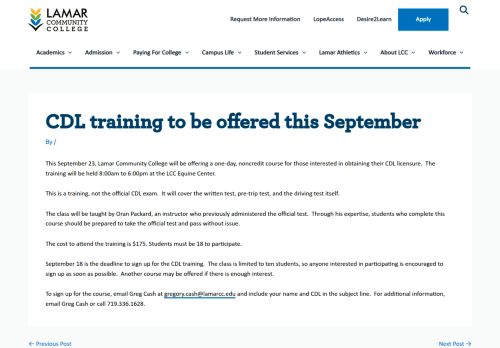 LAMAR
COMMUNITY
COLLEGE
Request More Information LopeAccess Desire2Learn Apply
Academics Admission Paying For College Campus Life Student Services Lamar Athletics About LCC Workforce
CDL training to be offered this September
By /
This September 23, Lamar Community College will be offering a one-day, noncredit course for those interested in obtaining their CDL licensure. The
training will be held 8:00am to 6:00pm at the LCC Equine Center.
This is a training, not the official CDL exam. It will cover the written test, pre-trip test, and the driving test itself.
The class will be taught by Oran Packard, an instructor who previously administered the official test. Through his expertise, students who complete this
course should be prepared to take the official test and pass without issue.
The cost to attend the training is $175. Students must be 18 to participate.
September 18 is the deadline to sign up for the CDL training. The class is limited to ten students, so anyone interested in participating is encouraged to
sign up as soon as possible. Another course may be offered if there is enough interest.
To sign up for the course, email Greg Cash at gregory.cash@lamarcc.edu and include your name and CDL in the subject line. For additional information,
email Greg Cash or call 719.336.1628.
← Previous Post Next Post →